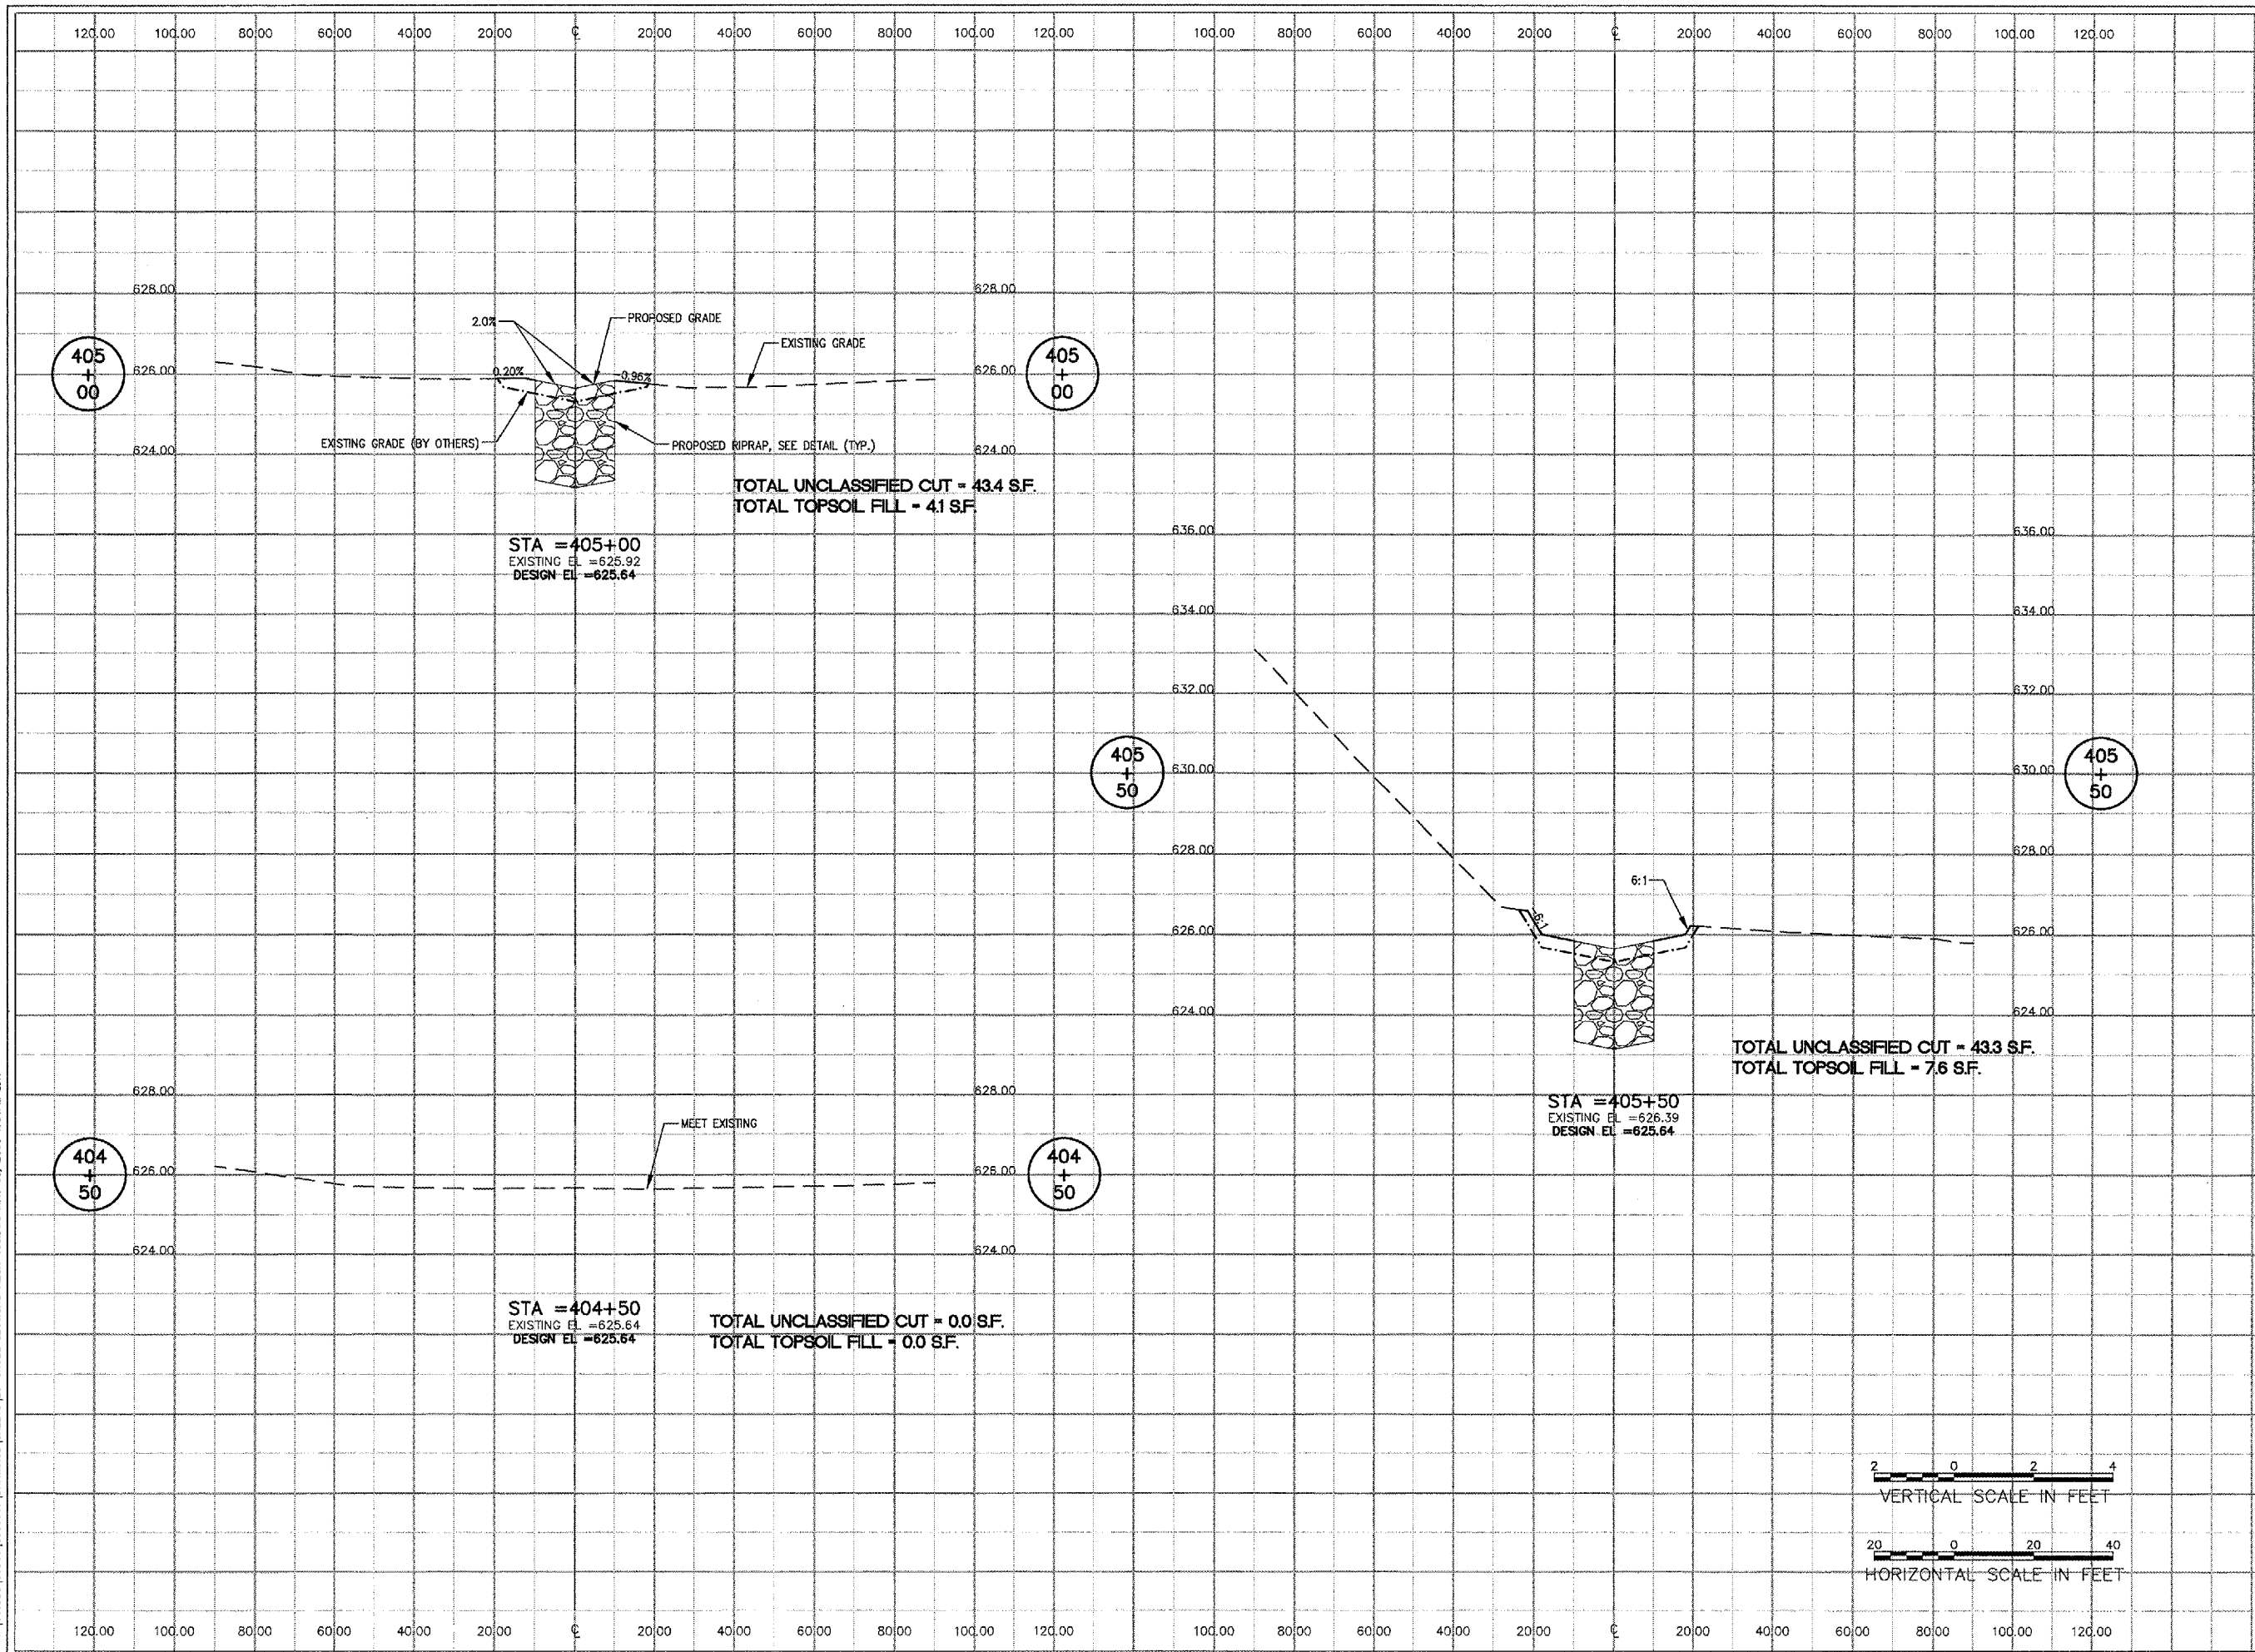 120.00 100.00 80.00 60.00 40.00 20.00 ℄ 20.00 40.00 60.00 80.00 100.00 120.00 100.00 80.00 60.00 40.00 20.00 ℄ 20.00 40.00 60.00 80.00 100.00 120.00
628.00 628.00
2.0%
PROPOSED GRADE
EXISTING GRADE
405
+
00
626.00
0.20%
-0.96%
626.00
405
+
00
EXISTING GRADE (BY OTHERS)
PROPOSED RIPRAP, SEE DETAIL (TYP.)
624.00 624.00
TOTAL UNCLASSIFIED CUT = 43.4 S.F.
TOTAL TOPSOIL FILL = 4.1 S.F.
STA =405+00
EXISTING EL =625.92
DESIGN EL =625.64
636.00 636.00
634.00 634.00
632.00 632.00
405
+
50
630.00 630.00
405
+
50
628.00 628.00
6:1
-6:1
626.00 626.00
624.00 624.00
TOTAL UNCLASSIFIED CUT = 43.3 S.F.
TOTAL TOPSOIL FILL = 7.6 S.F.
STA =405+50
EXISTING EL =626.39
DESIGN EL =625.64
628.00 628.00
MEET EXISTING
404
+
50
626.00 626.00
404
+
50
624.00 624.00
STA =404+50
EXISTING EL =625.64
DESIGN EL =625.64
TOTAL UNCLASSIFIED CUT = 0.0 S.F.
TOTAL TOPSOIL FILL = 0.0 S.F.
2 0 2 4
VERTICAL SCALE IN FEET
20 0 20 40
HORIZONTAL SCALE IN FEET
120.00 100.00 80.00 60.00 40.00 20.00 ℄ 20.00 40.00 60.00 80.00 100.00 120.00 100.00 80.00 60.00 40.00 20.00 ℄ 20.00 40.00 60.00 80.00 100.00 120.00